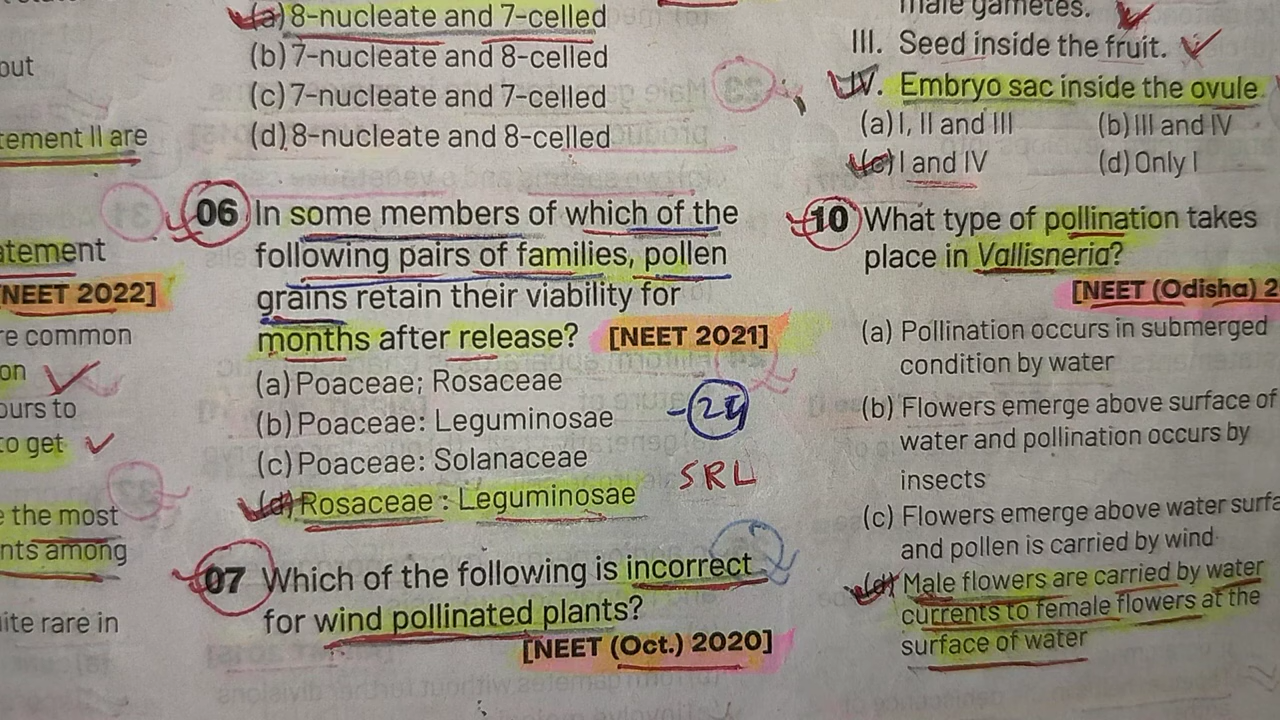 out
tement II are
atement
[NEET 2022]
re common
on
ours to
to get
e the most
nts among
ite rare in
(a) 8-nucleate and 7-celled
(b) 7-nucleate and 8-celled
(c) 7-nucleate and 7-celled
(d) 8-nucleate and 8-celled
06 In some members of which of the
following pairs of families, pollen
grains retain their viability for
months after release? [NEET 2021]
(a) Poaceae; Rosaceae
(b) Poaceae: Leguminosae
(c) Poaceae: Solanaceae
(d) Rosaceae : Leguminosae
SRL
07 Which of the following is incorrect
for wind pollinated plants?
[NEET (Oct.) 2020]
male gametes.
III. Seed inside the fruit.
IV. Embryo sac inside the ovule
(a) I, II and III (b) III and IV
(c) I and IV (d) Only I
10 What type of pollination takes
place in Vallisneria?
[NEET (Odisha) 2
(a) Pollination occurs in submerged
condition by water
(b) Flowers emerge above surface of
water and pollination occurs by
insects
(c) Flowers emerge above water surfa
and pollen is carried by wind
(d) Male flowers are carried by water
currents to female flowers at the
surface of water